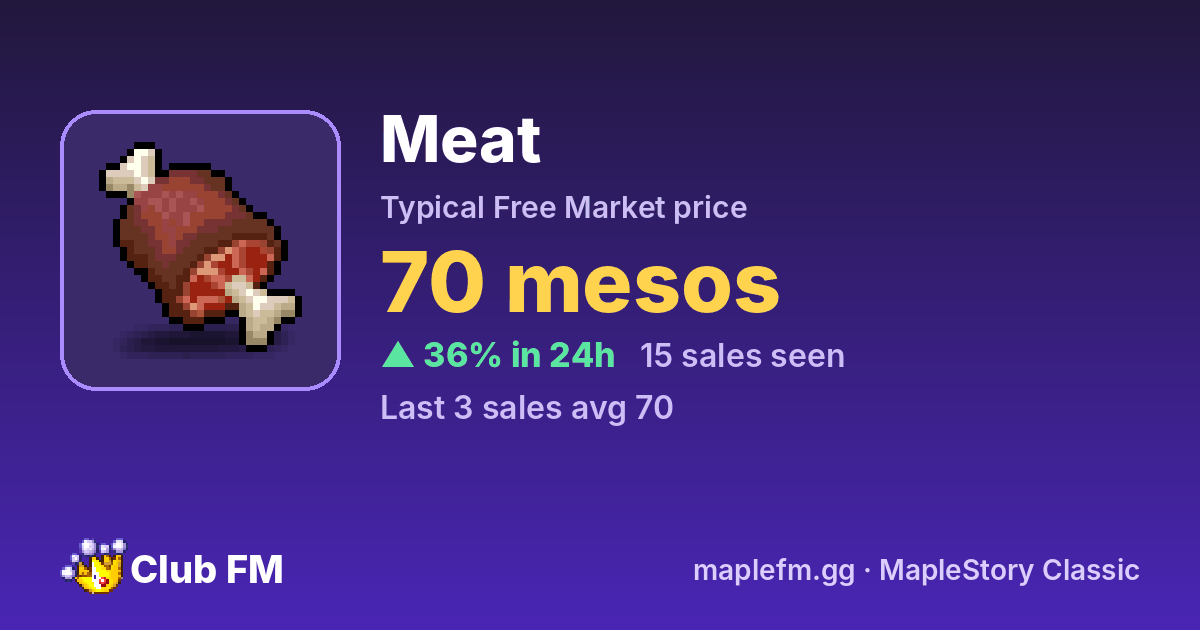 Meat
Typical Free Market price
70 mesos
▲ 36% in 24h 15 sales seen
Last 3 sales avg 70
Club FM
maplefm.gg · MapleStory Classic